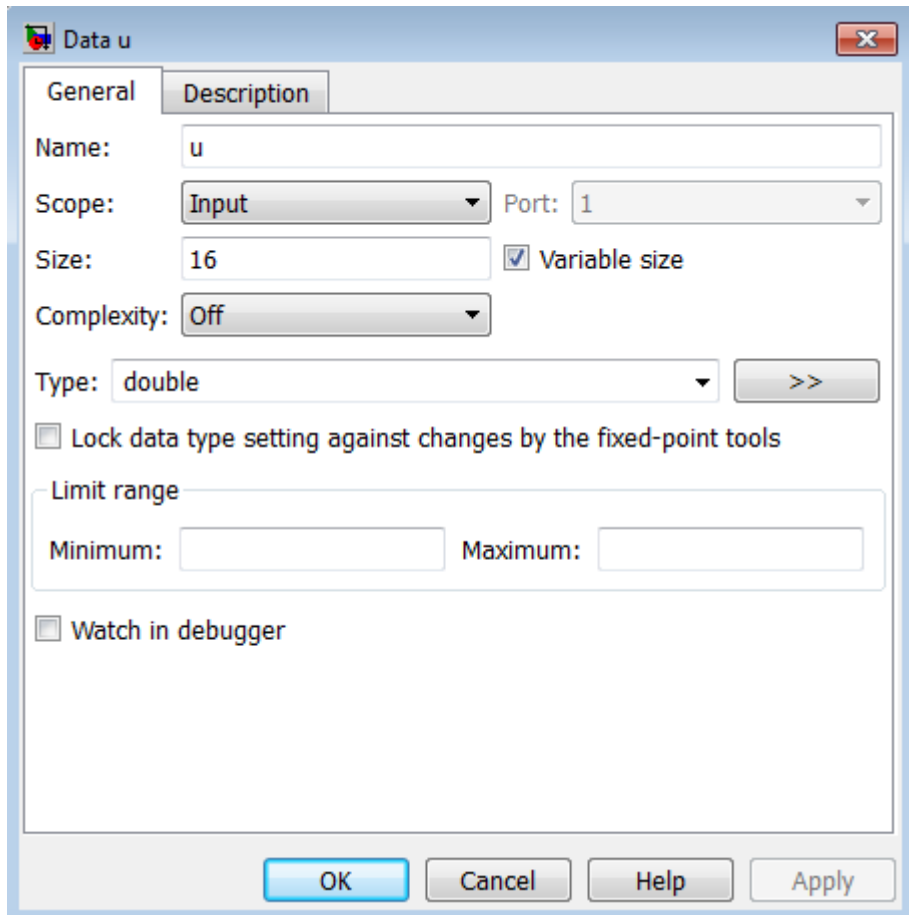 Data u
General Description
Name: u
Scope: Input Port: 1
Size: 16 Variable size
Complexity: Off
Type: double >>
Lock data type setting against changes by the fixed-point tools
Limit range
Minimum: Maximum:
Watch in debugger
OK Cancel Help Apply